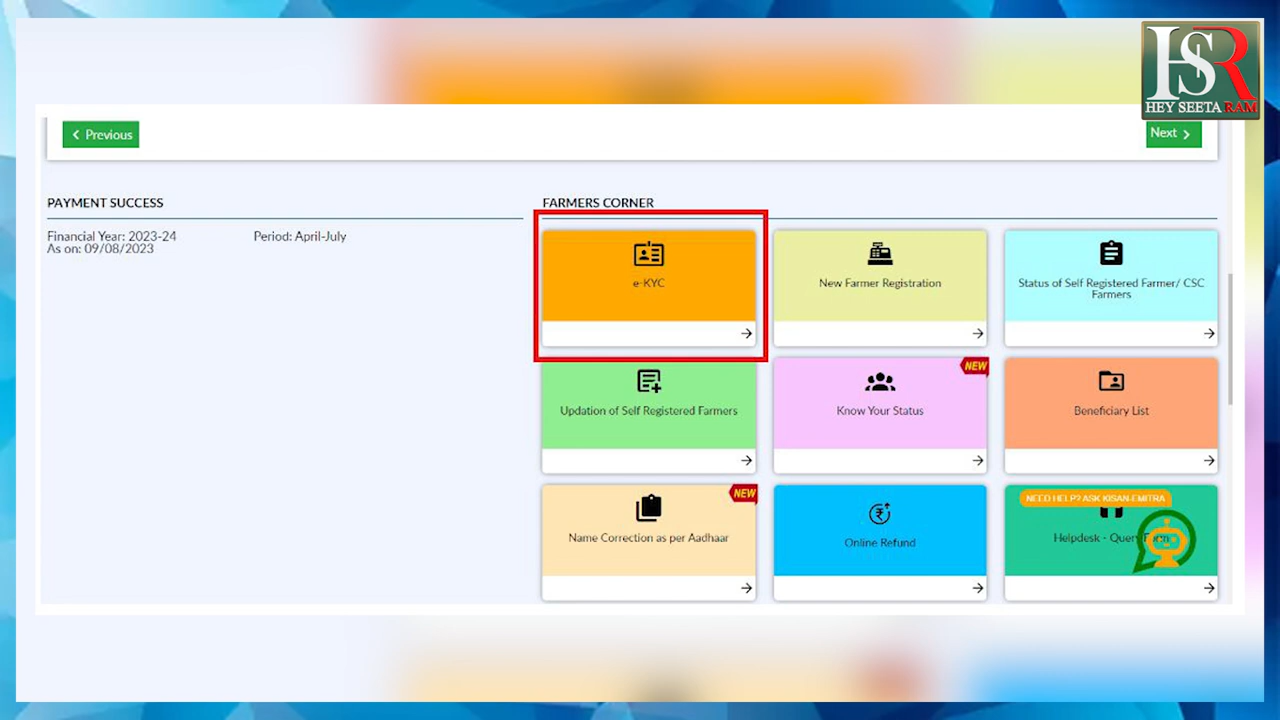 HSR
HEY SEETA RAM
Previous
Next
PAYMENT SUCCESS
Financial Year: 2023-24
Period: April-July
As on: 09/08/2023
FARMERS CORNER
e-KYC
New Farmer Registration
Status of Self Registered Farmer/ CSC
Farmers
Updation of Self Registered Farmers
NEW
Know Your Status
Beneficiary List
NEW
Name Correction as per Aadhaar
Online Refund
NEED HELP? ASK KISAN-EMITRA
Helpdesk - Query